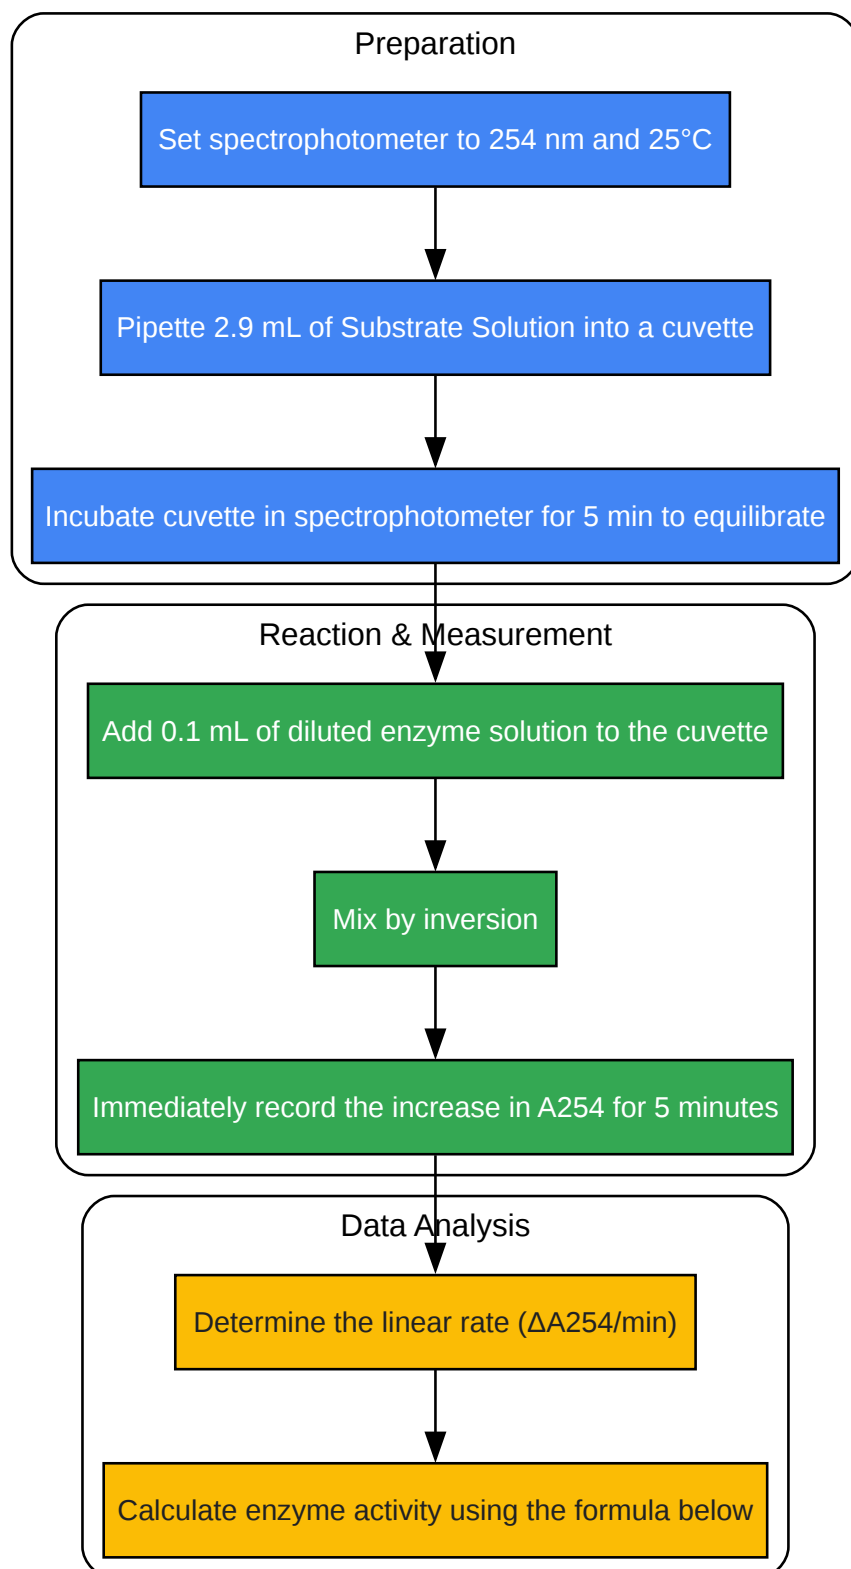 Preparation
Set spectrophotometer to 254 nm and 25°C
Pipette 2.9 mL of Substrate Solution into a cuvette
Incubate cuvette in spectrophotometer for 5 min to equilibrate
Reaction & Measurement
Add 0.1 mL of diluted enzyme solution to the cuvette
Mix by inversion
Immediately record the increase in A254 for 5 minutes
Data Analysis
Determine the linear rate (ΔA254/min)
Calculate enzyme activity using the formula below